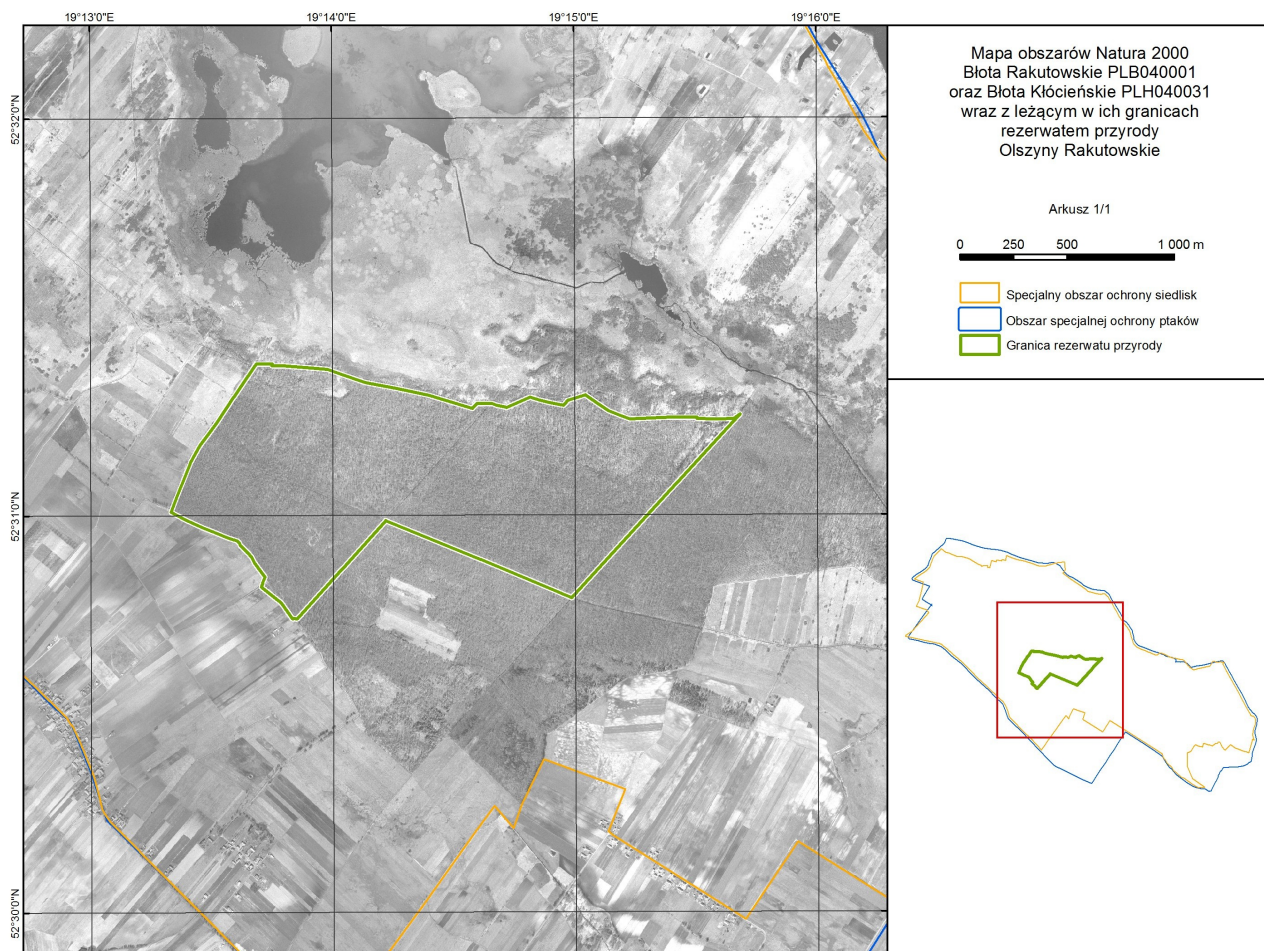 19°13'0"E
19°14'0"E
19°15'0"E
19°16'0"E
52°32'0"N
52°31'0"N
52°30'0"N
Mapa obszarów Natura 2000
Błota Rakutowskie PLB040001
oraz Błota Kłócieńskie PLH040031
wraz z leżącym w ich granicach
rezerwatem przyrody
Olszyny Rakutowskie
Arkusz 1/1
0 250 500 1 000 m
Specjalny obszar ochrony siedlisk
Obszar specjalnej ochrony ptaków
Granica rezerwatu przyrody